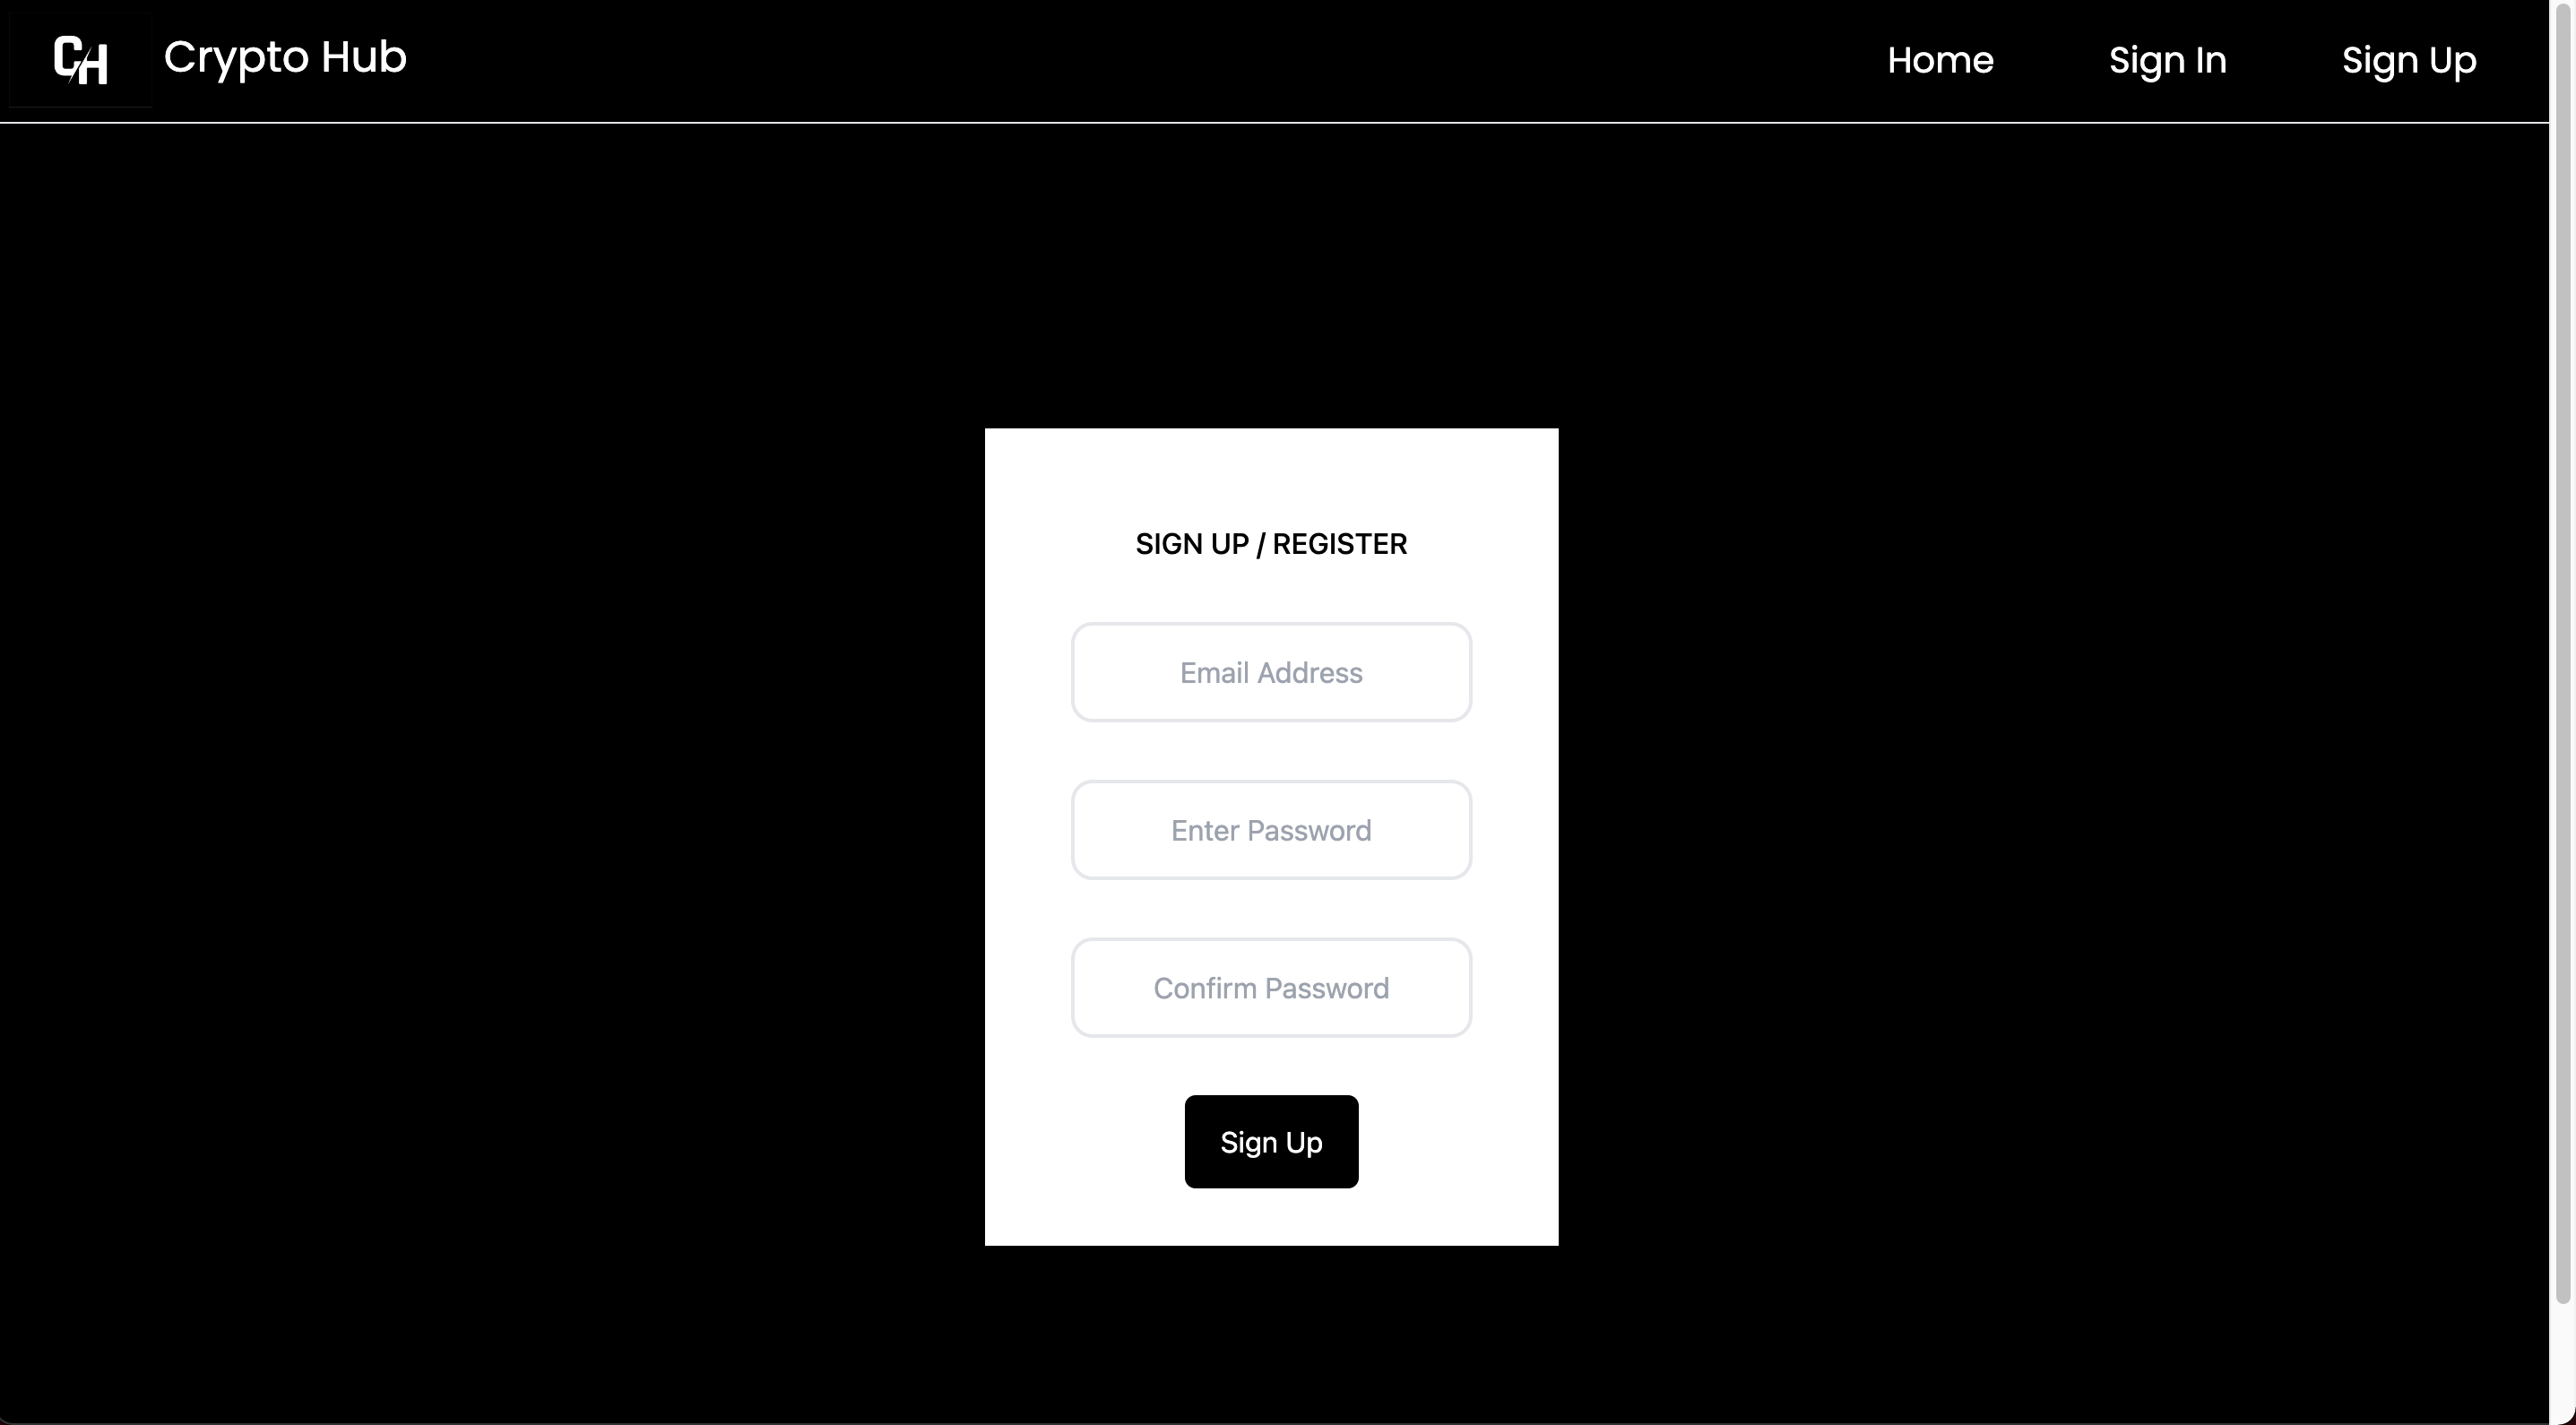 CH Crypto Hub
Home Sign In Sign Up
SIGN UP / REGISTER
Email Address
Enter Password
Confirm Password
Sign Up